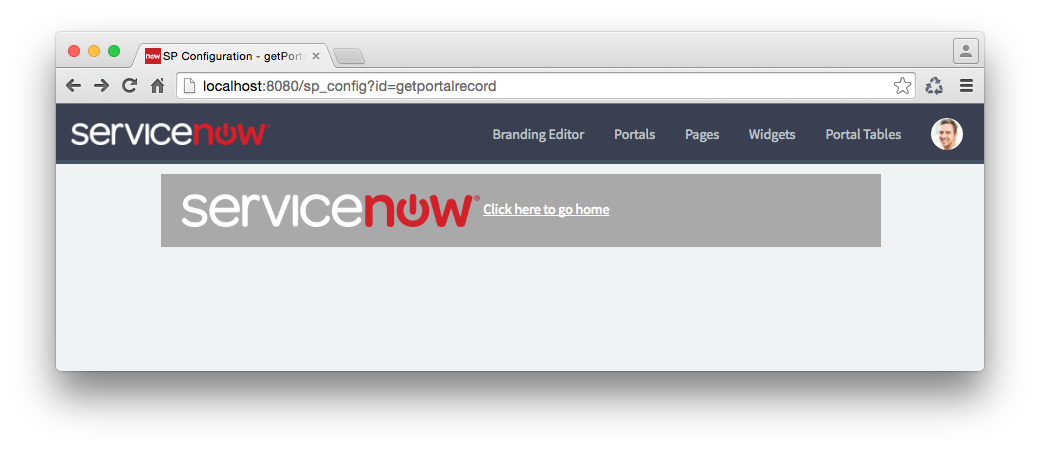 now SP Configuration - getPort
localhost:8080/sp_config?id=getportalrecord
servicenow Branding Editor Portals Pages Widgets Portal Tables
servicenow® Click here to go home